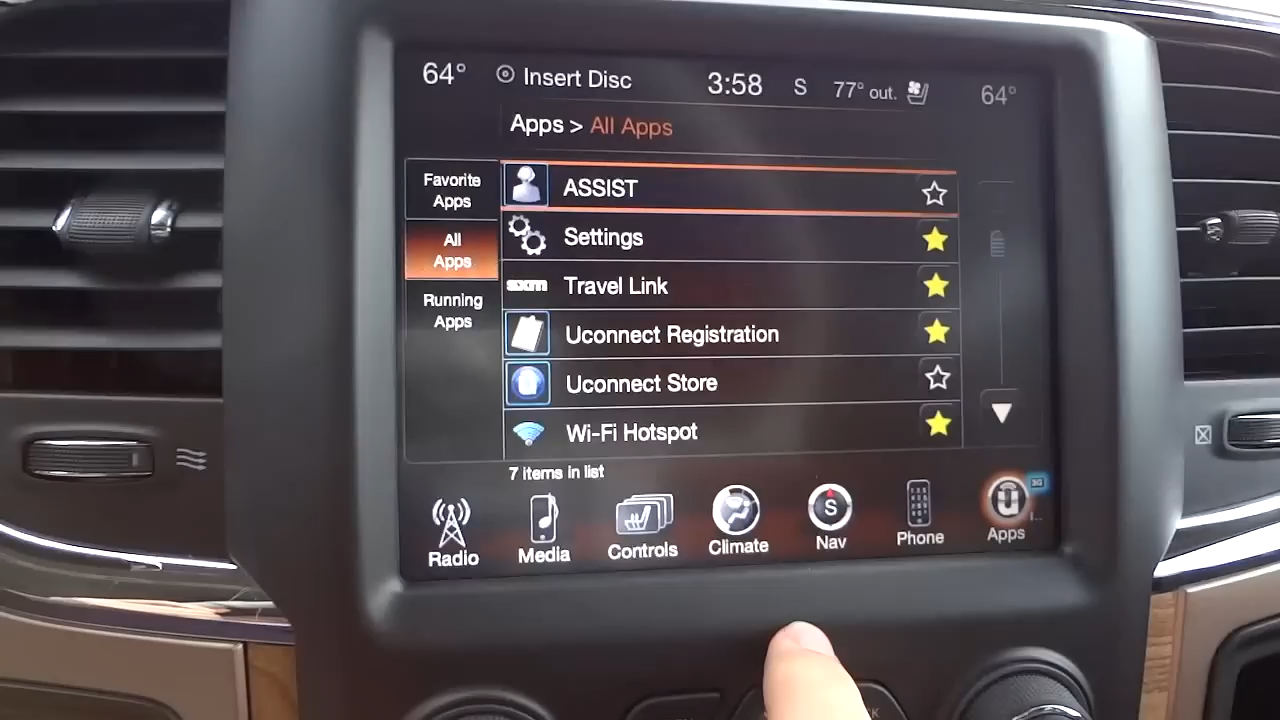 64° Insert Disc 3:58 S 77° out. 64°
Apps > All Apps
Favorite
Apps
All
Apps
Running
Apps
ASSIST
Settings
sxm Travel Link
Uconnect Registration
Uconnect Store
Wi-Fi Hotspot
7 items in list
Radio
Media
Controls
Climate
S
Nav
Phone
3G
Apps